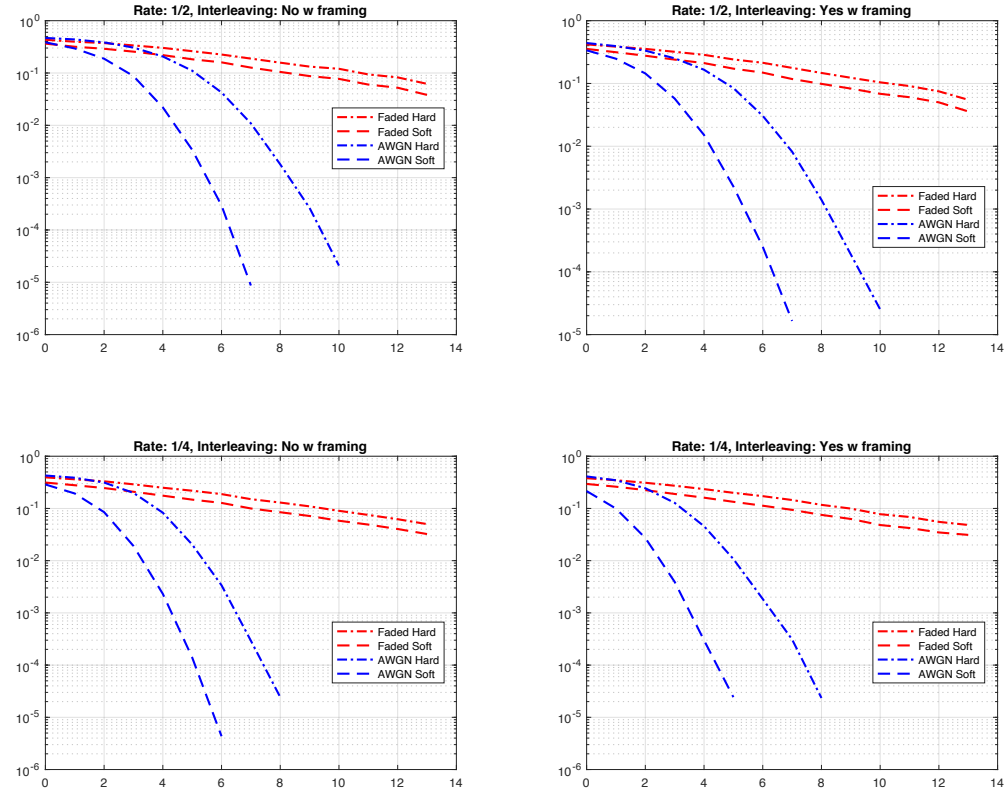 Rate: 1/2, Interleaving: No w framing
10^0
10^-1
10^-2
10^-3
10^-4
10^-5
10^-6
0 2 4 6 8 10 12 14
Faded Hard
Faded Soft
AWGN Hard
AWGN Soft
Rate: 1/2, Interleaving: Yes w framing
10^0
10^-1
10^-2
10^-3
10^-4
10^-5
0 2 4 6 8 10 12 14
Faded Hard
Faded Soft
AWGN Hard
AWGN Soft
Rate: 1/4, Interleaving: No w framing
10^0
10^-1
10^-2
10^-3
10^-4
10^-5
10^-6
0 2 4 6 8 10 12 14
Faded Hard
Faded Soft
AWGN Hard
AWGN Soft
Rate: 1/4, Interleaving: Yes w framing
10^0
10^-1
10^-2
10^-3
10^-4
10^-5
10^-6
0 2 4 6 8 10 12 14
Faded Hard
Faded Soft
AWGN Hard
AWGN Soft